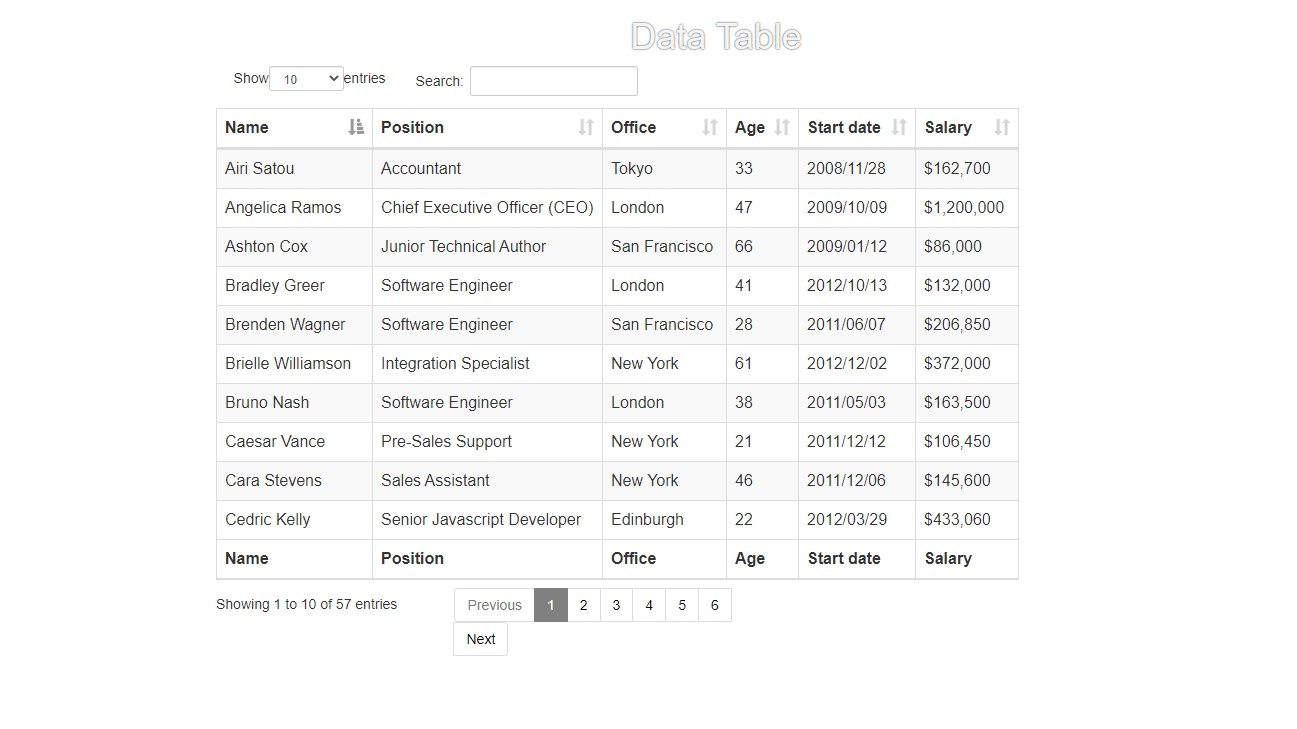 Data Table
Show 10 entries Search:
Name Position Office Age Start date Salary
Airi Satou Accountant Tokyo 33 2008/11/28 $162,700
Angelica Ramos Chief Executive Officer (CEO) London 47 2009/10/09 $1,200,000
Ashton Cox Junior Technical Author San Francisco 66 2009/01/12 $86,000
Bradley Greer Software Engineer London 41 2012/10/13 $132,000
Brenden Wagner Software Engineer San Francisco 28 2011/06/07 $206,850
Brielle Williamson Integration Specialist New York 61 2012/12/02 $372,000
Bruno Nash Software Engineer London 38 2011/05/03 $163,500
Caesar Vance Pre-Sales Support New York 21 2011/12/12 $106,450
Cara Stevens Sales Assistant New York 46 2011/12/06 $145,600
Cedric Kelly Senior Javascript Developer Edinburgh 22 2012/03/29 $433,060
Name Position Office Age Start date Salary
Showing 1 to 10 of 57 entries Previous 1 2 3 4 5 6
Next